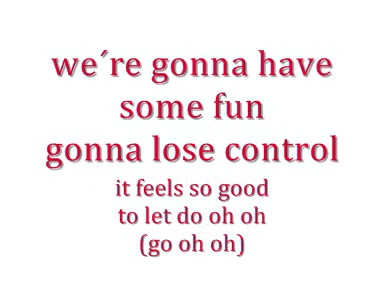 we´re gonna have
some fun
gonna lose control
it feels so good
to let do oh oh
(go oh oh)